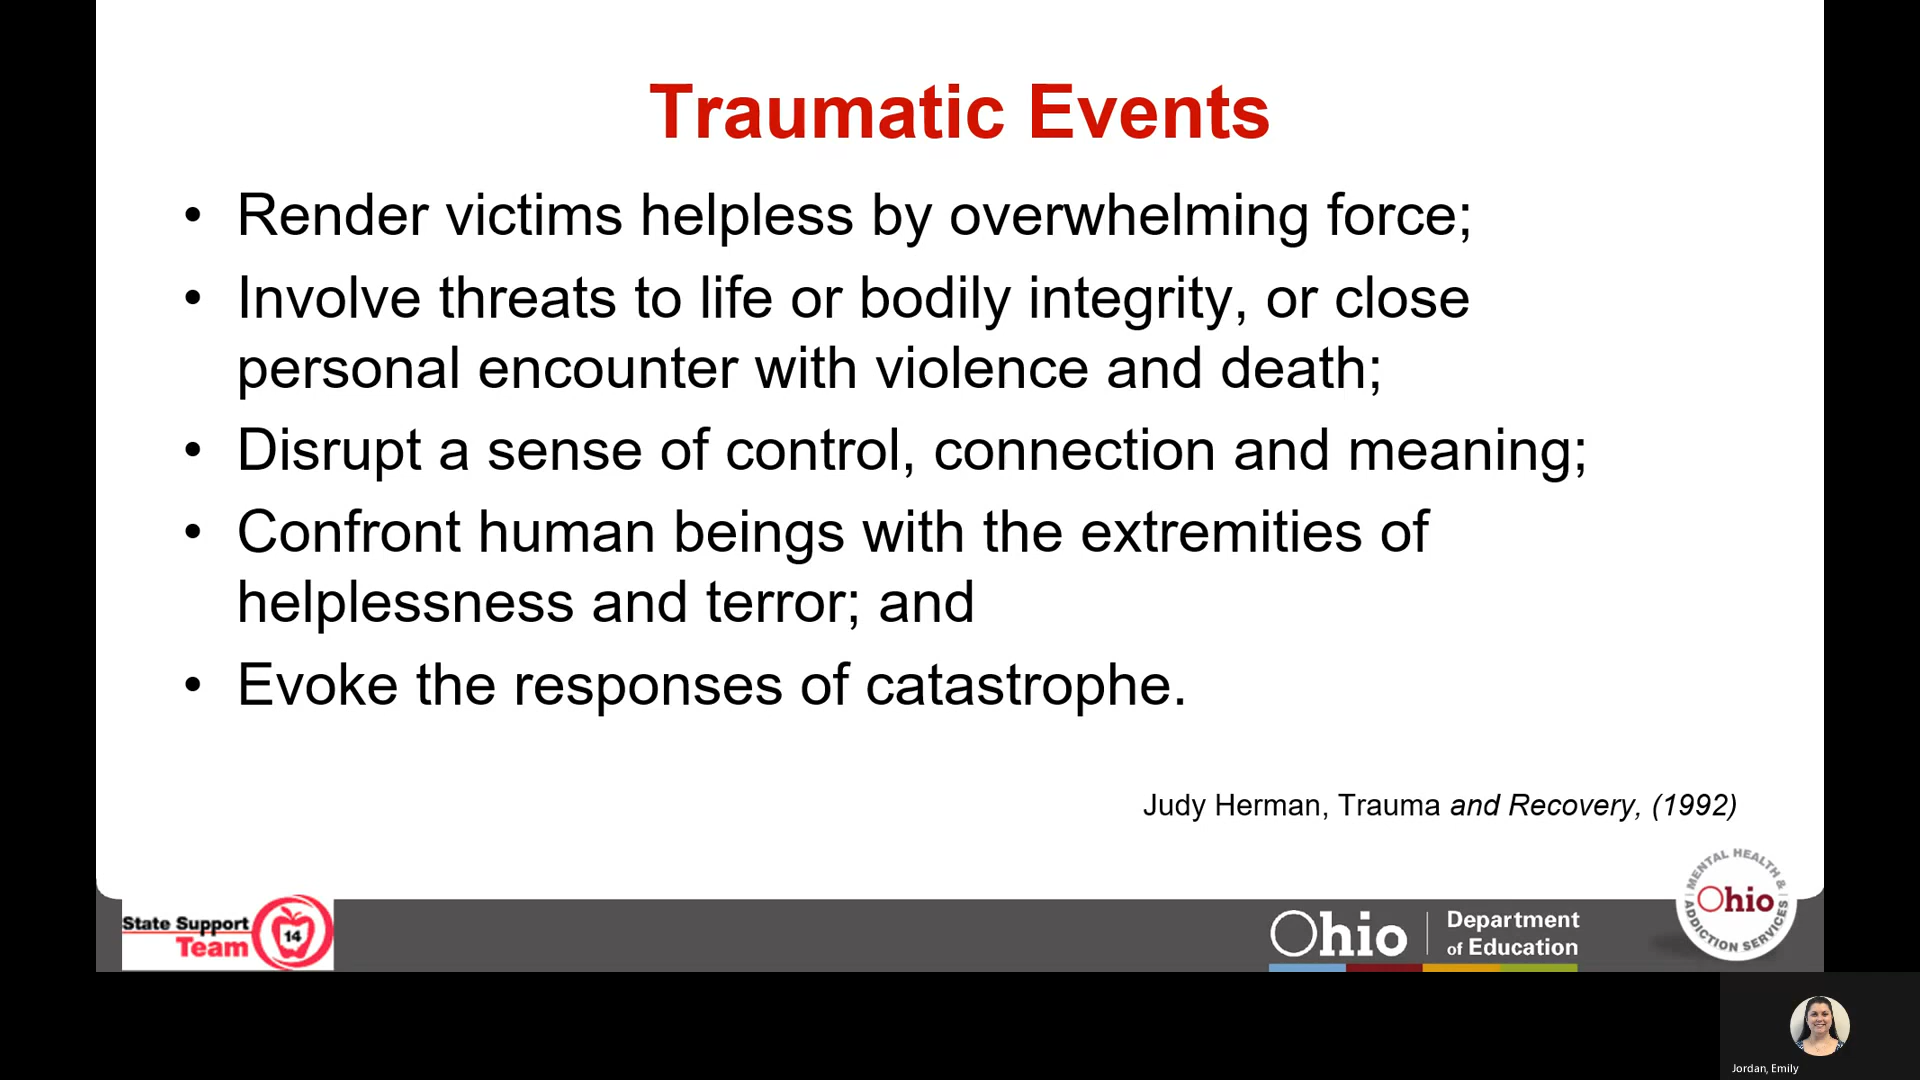 Traumatic Events
• Render victims helpless by overwhelming force;
• Involve threats to life or bodily integrity, or close
personal encounter with violence and death;
• Disrupt a sense of control, connection and meaning;
• Confront human beings with the extremities of
helplessness and terror; and
• Evoke the responses of catastrophe.
Judy Herman, Trauma and Recovery, (1992)
State Support
Team
14
Ohio
Department
of Education
MENTAL HEALTH &
Ohio
ADDICTION SERVICES
Jordan, Emily